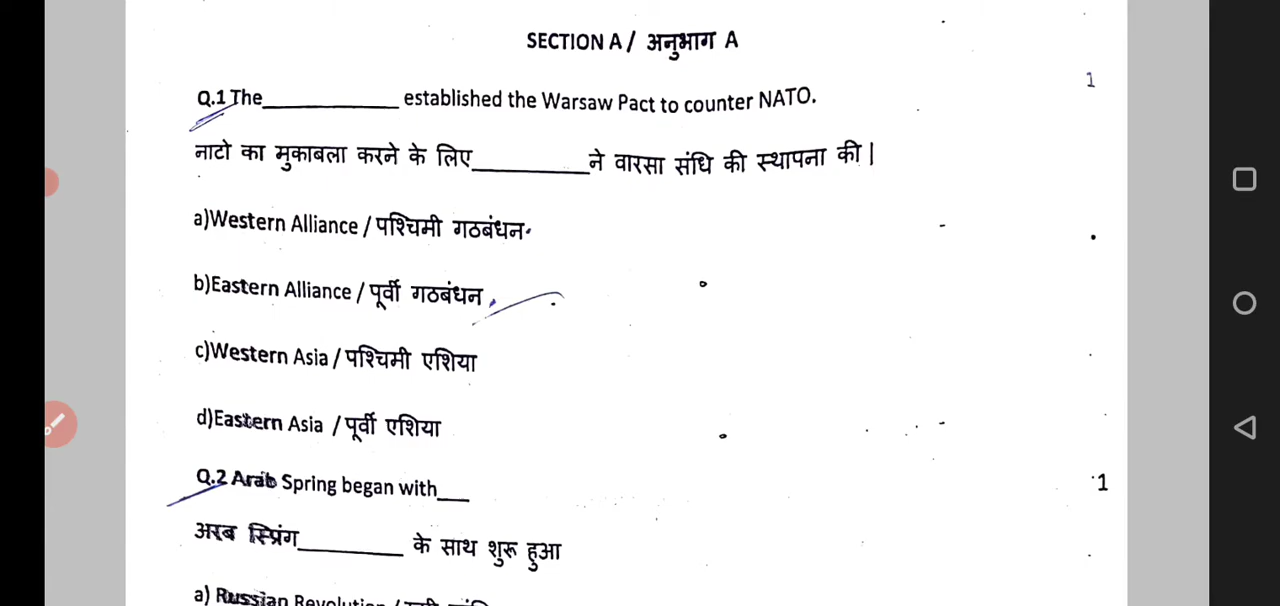 SECTION A / अनुभाग A
Q.1 The____________ established the Warsaw Pact to counter NATO.
1
नाटो का मुकाबला करने के लिए__________ने वारसा संधि की स्थापना की|
a)Western Alliance / पश्चिमी गठबंधन
b)Eastern Alliance / पूर्वी गठबंधन
c)Western Asia / पश्चिमी एशिया
d)Eastern Asia / पूर्वी एशिया
Q.2 Arab Spring began with___
1
अरब स्प्रिंग_________ के साथ शुरू हुआ
a) Russian Revolution /